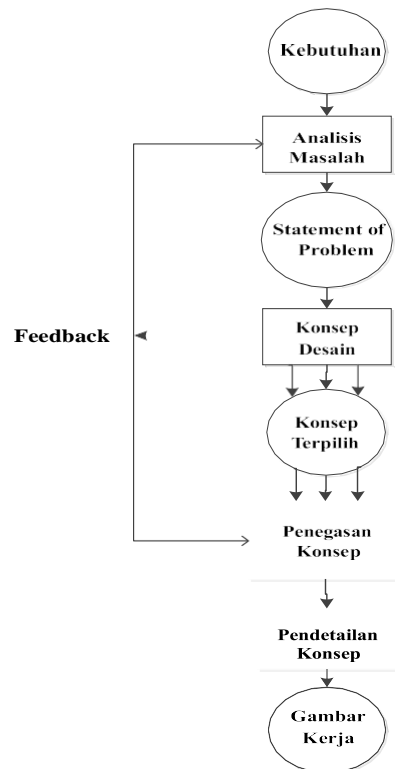 Kebutuhan
Analisis
Masalah
Statement of
Problem
Feedback
Konsep
Desain
Konsep
Terpilih
Penegasan
Konsep
Pendetailan
Konsep
Gambar
Kerja